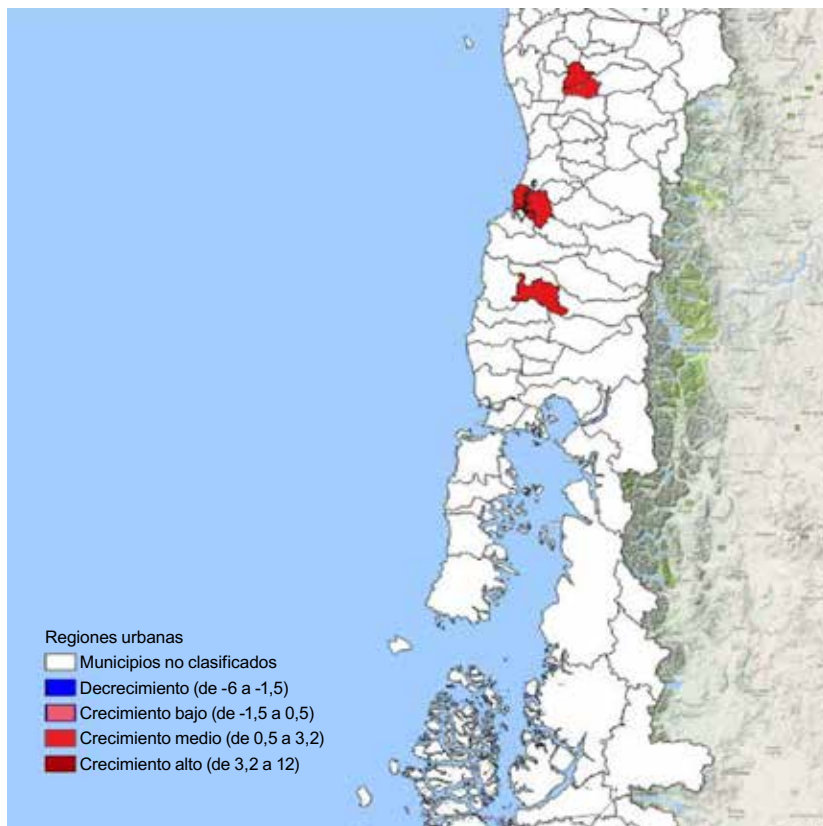 Regiones urbanas
Municipios no clasificados
Decrecimiento (de -6 a -1,5)
Crecimiento bajo (de -1,5 a 0,5)
Crecimiento medio (de 0,5 a 3,2)
Crecimiento alto (de 3,2 a 12)